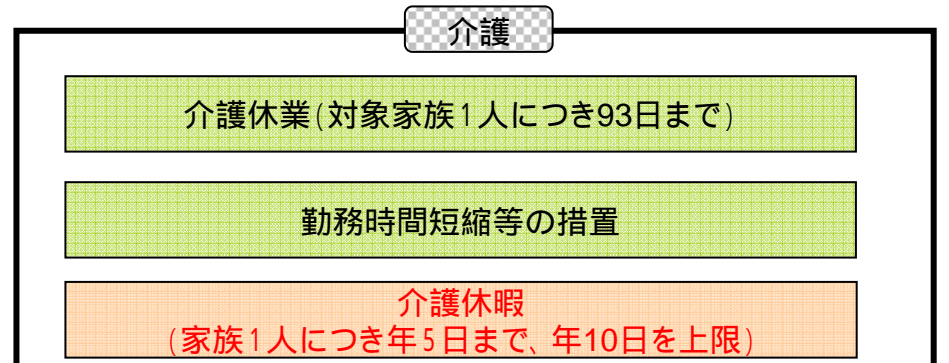 介護
介護休業(対象家族1人につき93日まで)
勤務時間短縮等の措置
介護休暇
(家族1人につき年5日まで、年10日を上限)